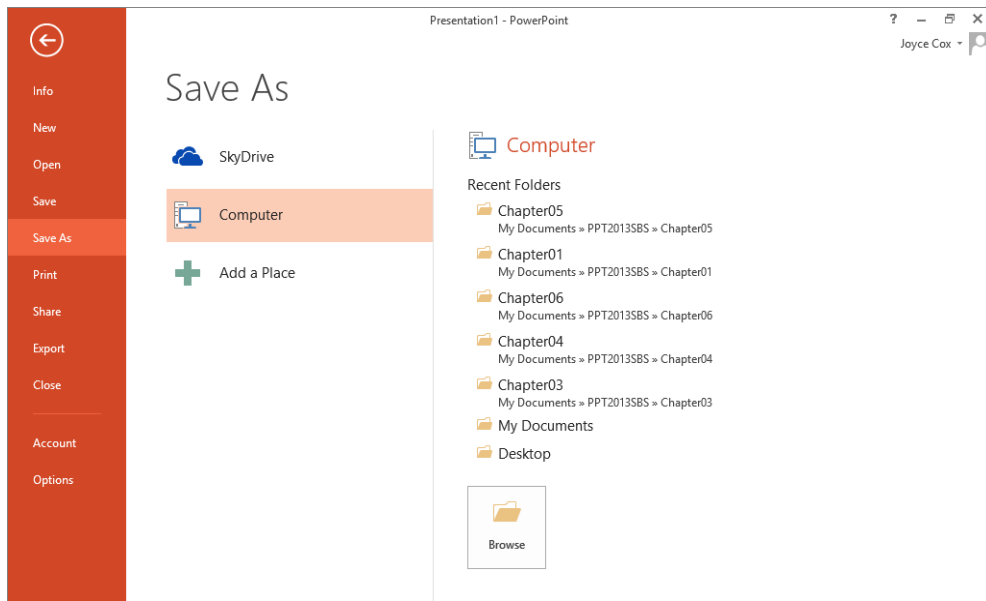 Presentation1 - PowerPoint
?
Joyce Cox
Info
New
Open
Save
Save As
Print
Share
Export
Close
Account
Options
Save As
SkyDrive
Computer
Add a Place
Computer
Recent Folders
Chapter05
My Documents » PPT2013SBS » Chapter05
Chapter01
My Documents » PPT2013SBS » Chapter01
Chapter06
My Documents » PPT2013SBS » Chapter06
Chapter04
My Documents » PPT2013SBS » Chapter04
Chapter03
My Documents » PPT2013SBS » Chapter03
My Documents
Desktop
Browse